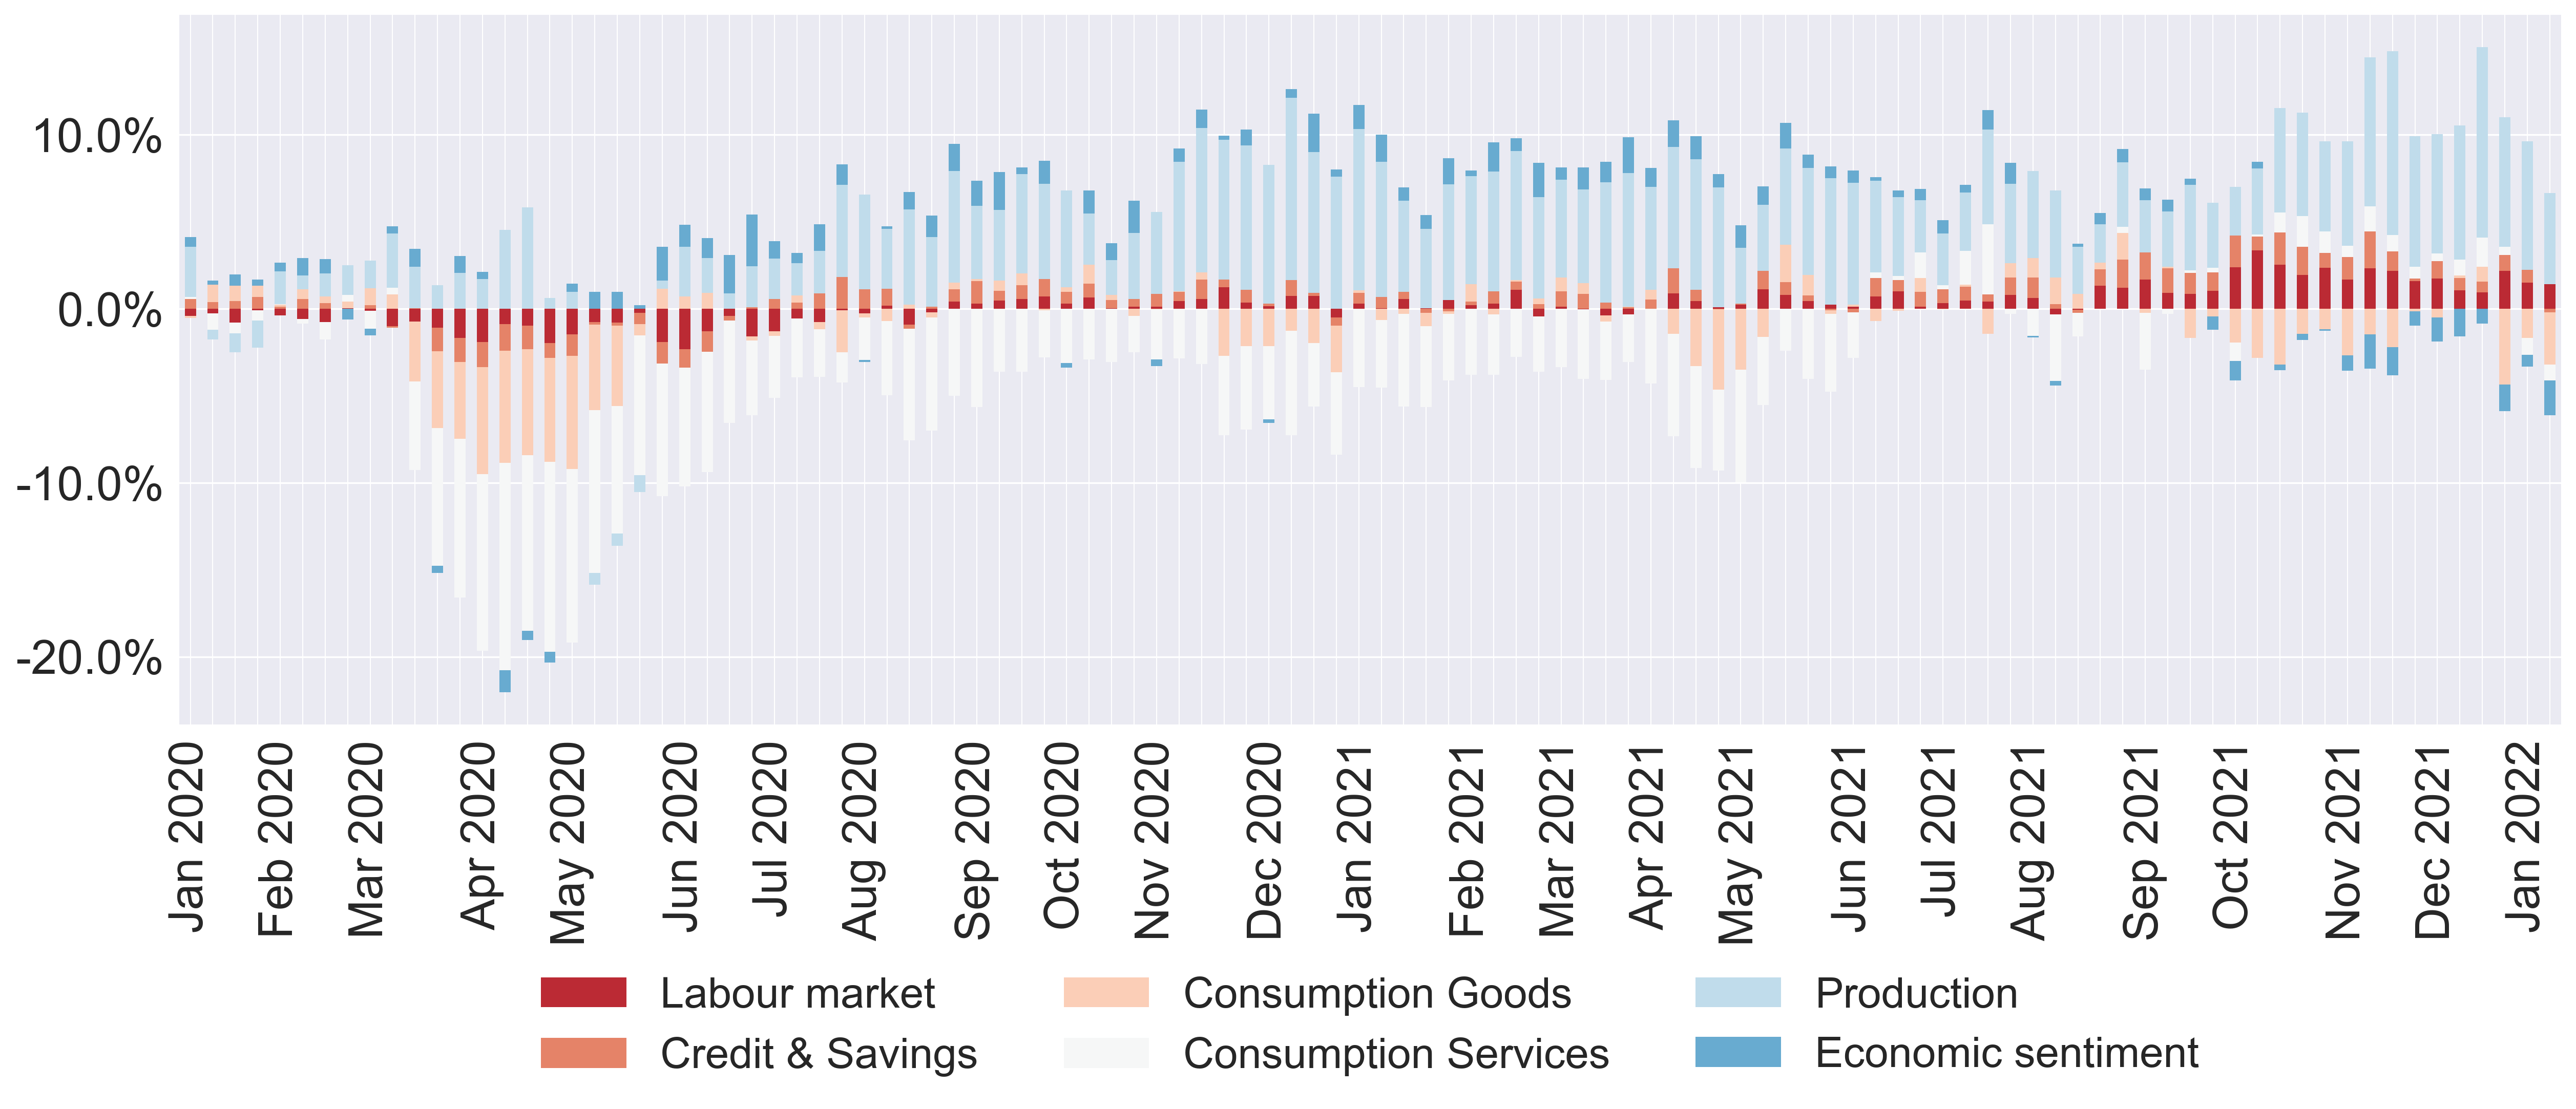 10.0%
0.0%
-10.0%
-20.0%
Jan 2020
Feb 2020
Mar 2020
Apr 2020
May 2020
Jun 2020
Jul 2020
Aug 2020
Sep 2020
Oct 2020
Nov 2020
Dec 2020
Jan 2021
Feb 2021
Mar 2021
Apr 2021
May 2021
Jun 2021
Jul 2021
Aug 2021
Sep 2021
Oct 2021
Nov 2021
Dec 2021
Jan 2022
Labour market
Credit & Savings
Consumption Goods
Consumption Services
Production
Economic sentiment